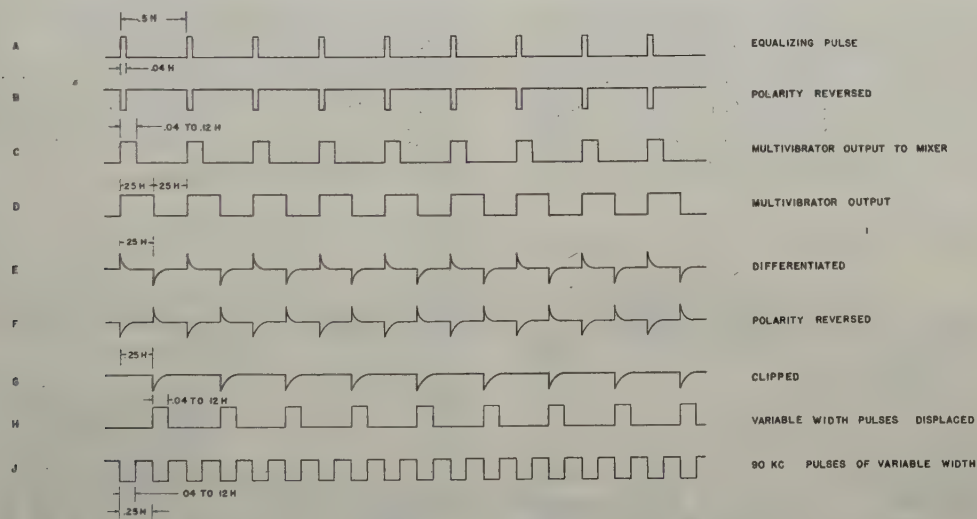 .5 H
A EQUALIZING PULSE
.04 H
B POLARITY REVERSED
.04 TO .12 H
C MULTIVIBRATOR OUTPUT TO MIXER
.25 H .25 H
D MULTIVIBRATOR OUTPUT
.25 H
E DIFFERENTIATED
F POLARITY REVERSED
.25 H
G CLIPPED
.04 TO 12 H
H VARIABLE WIDTH PULSES DISPLACED
J 90 KC PULSES OF VARIABLE WIDTH
04 TO 12 H
.25 H